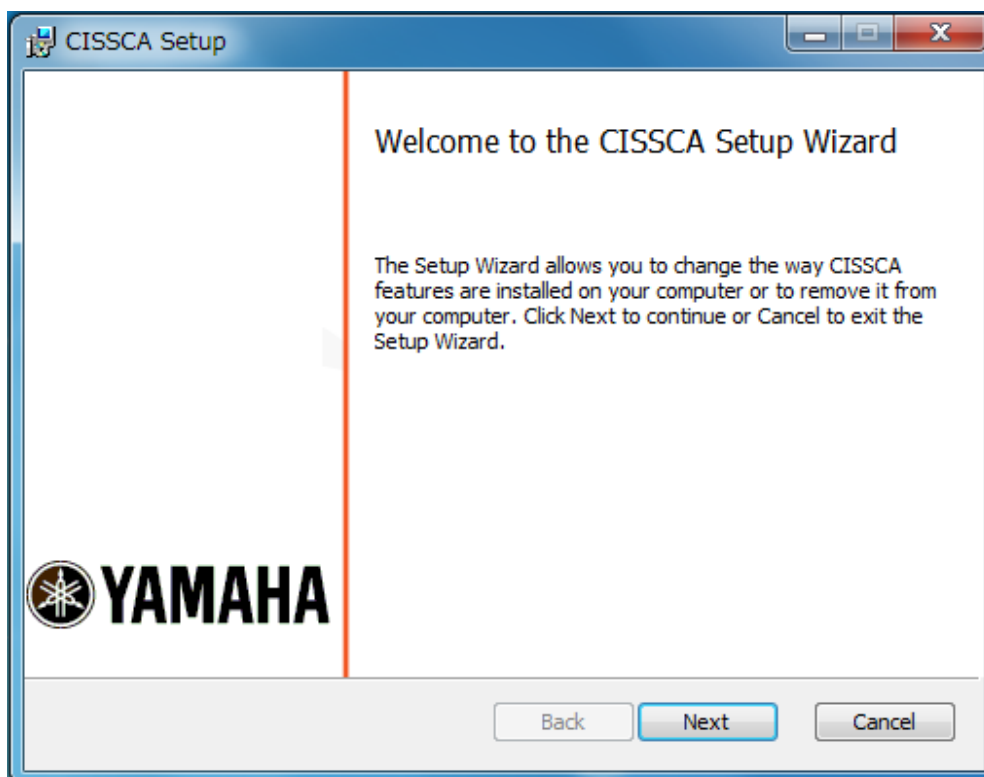 CISSCA Setup
Welcome to the CISSCA Setup Wizard
The Setup Wizard allows you to change the way CISSCA
features are installed on your computer or to remove it from
your computer. Click Next to continue or Cancel to exit the
Setup Wizard.
YAMAHA
Back Next Cancel